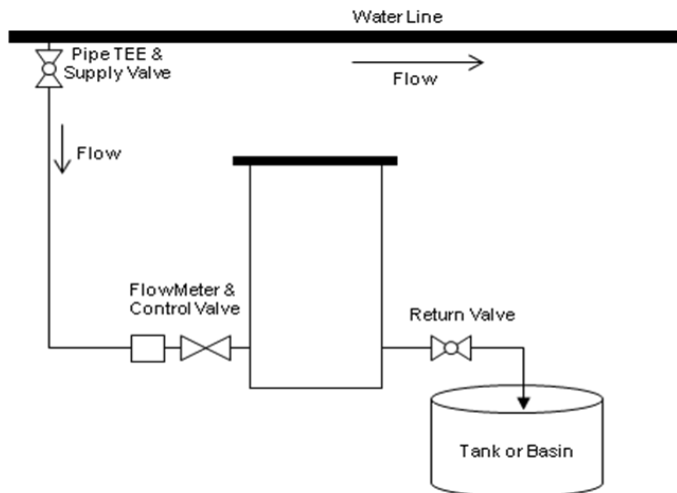 Water Line
Pipe TEE &
Supply Valve
Flow
Flow
FlowMeter &
Control Valve
Return Valve
Tank or Basin